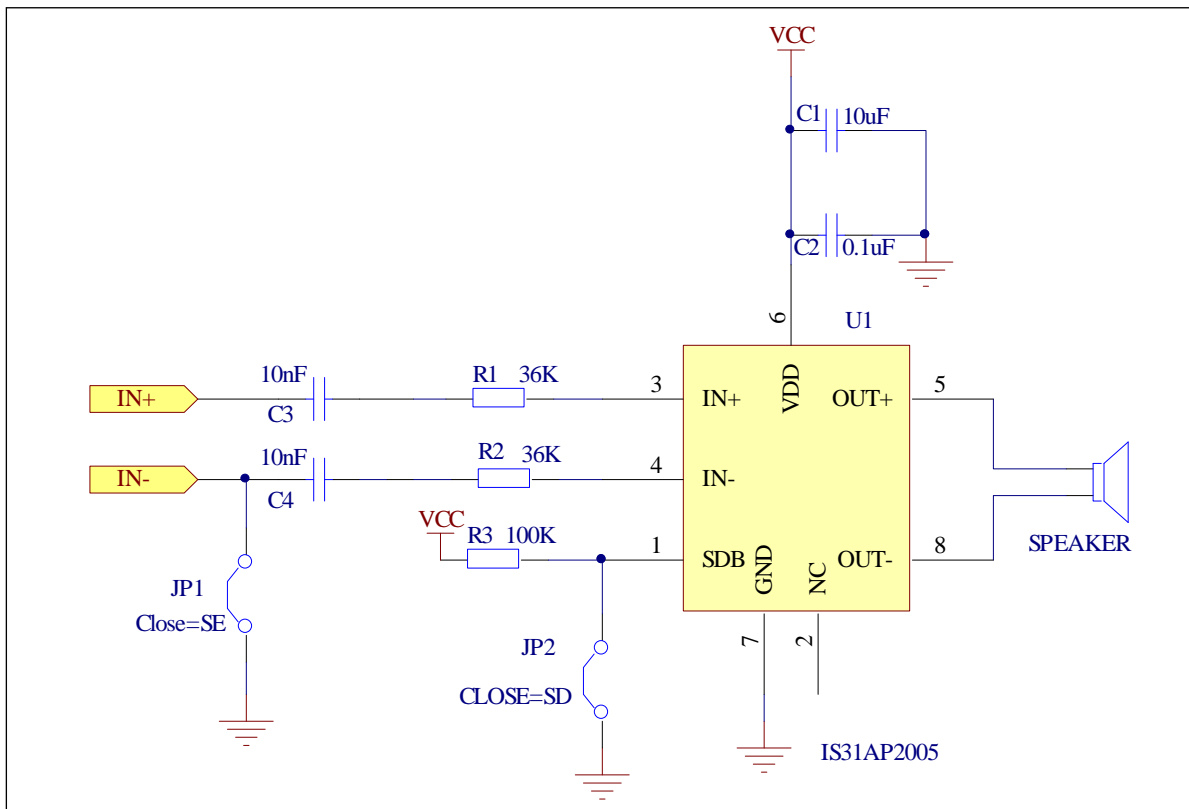 VCC
C1 10uF
C2 0.1uF
6 U1
10nF
R1 36K
3
5
IN+
C3
IN+ VDD OUT+
10nF
R2 36K
4
IN-
C4
IN-
VCC
R3 100K
1
8
SPEAKER
SDB GND NC OUT-
JP1
Close=SE
7 2
JP2
CLOSE=SD
IS31AP2005